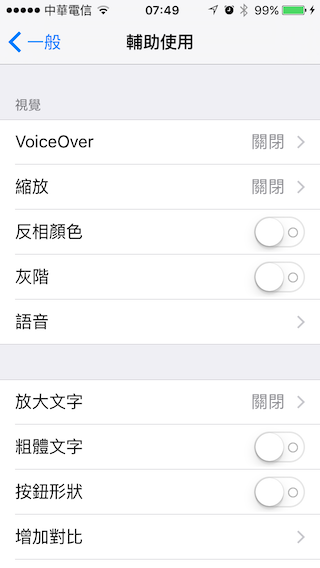 中華電信 07:49 99%
一般 輔助使用
視覺
VoiceOver 關閉
縮放 關閉
反相顏色
灰階
語音
放大文字 關閉
粗體文字
按鈕形狀
增加對比